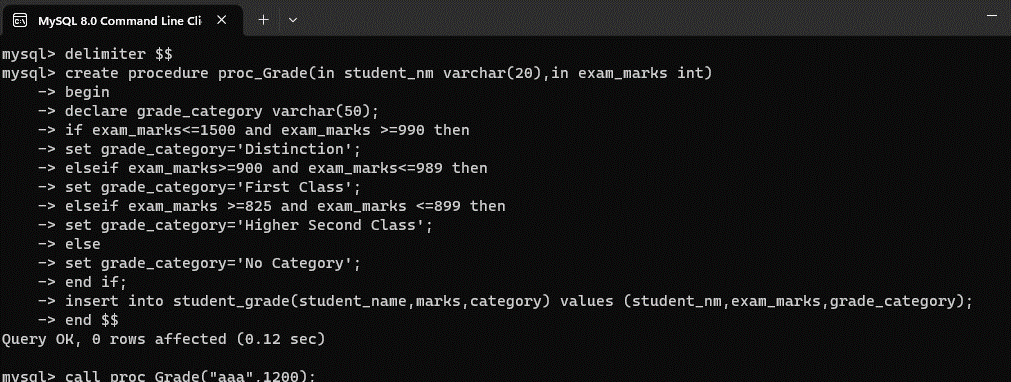 MySQL 8.0 Command Line Cli
mysql> delimiter $$
mysql> create procedure proc_Grade(in student_nm varchar(20),in exam_marks int)
-> begin
-> declare grade_category varchar(50);
-> if exam_marks<=1500 and exam_marks >=990 then
-> set grade_category='Distinction';
-> elseif exam_marks>=900 and exam_marks<=989 then
-> set grade_category='First Class';
-> elseif exam_marks >=825 and exam_marks <=899 then
-> set grade_category='Higher Second Class';
-> else
-> set grade_category='No Category';
-> end if;
-> insert into student_grade(student_name,marks,category) values (student_nm,exam_marks,grade_category);
-> end $$
Query OK, 0 rows affected (0.12 sec)
mysql> call proc_Grade("aaa",1200);